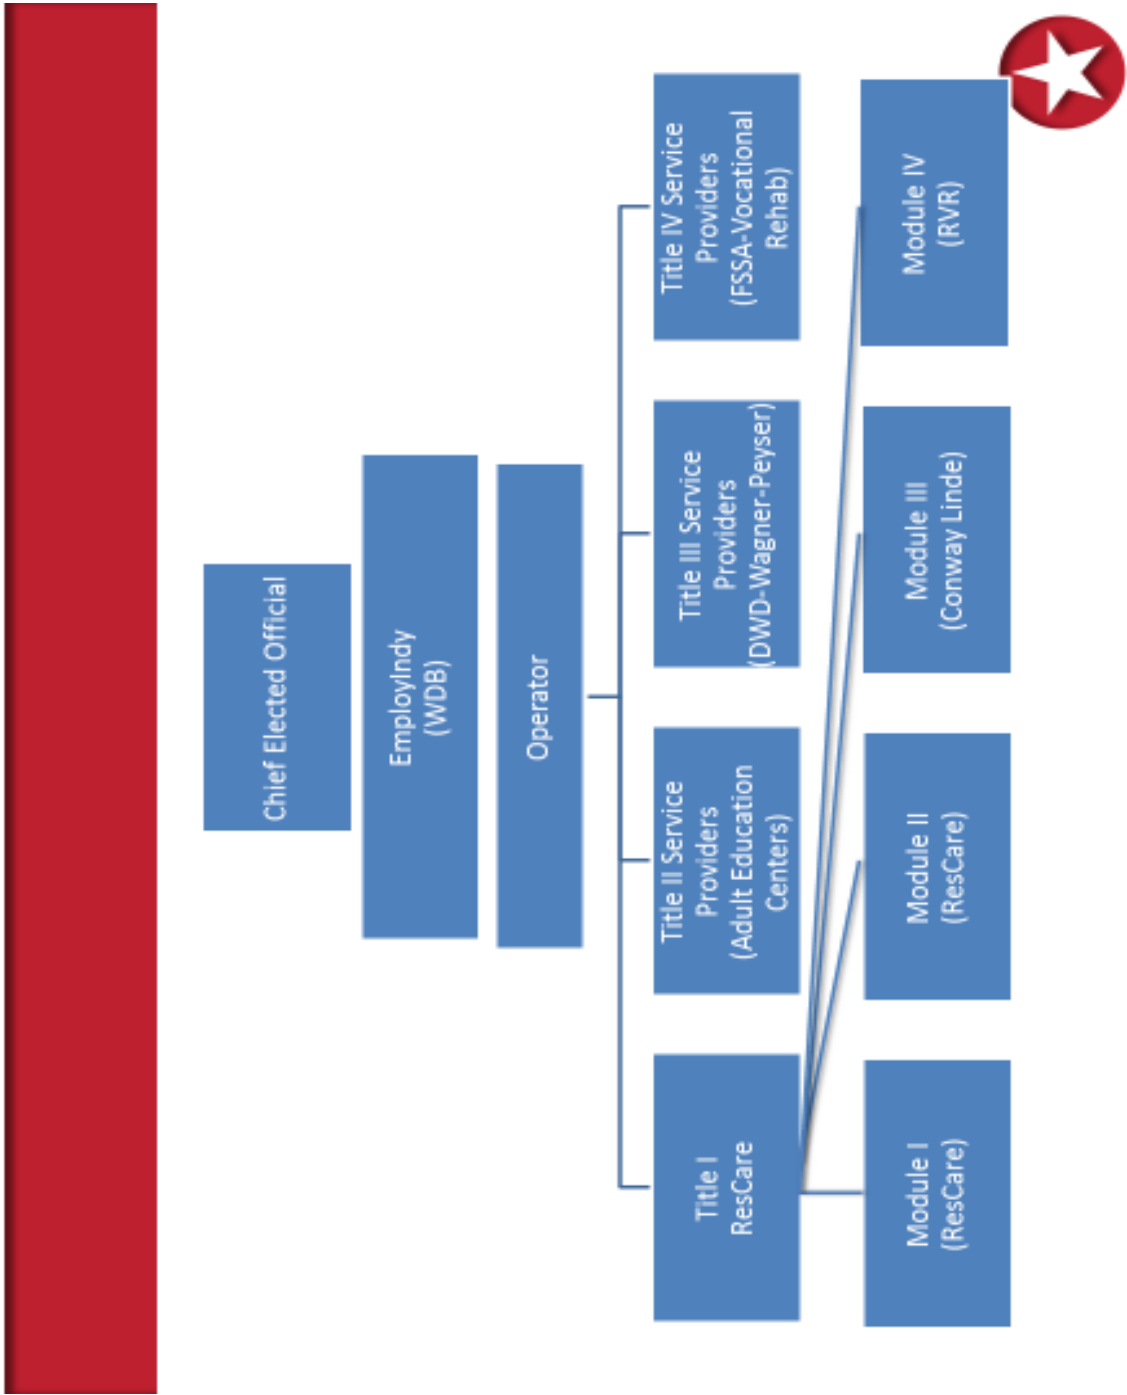 Chief Elected Official
EmployIndy
(WDB)
Operator
Title I
ResCare
Title II Service
Providers
(Adult Education
Centers)
Title III Service
Providers
(DWD-Wagner-Peyser)
Title IV Service
Providers
(FSSA-Vocational
Rehab)
Module I
(ResCare)
Module II
(ResCare)
Module III
(Conway Linde)
Module IV
(RVR)